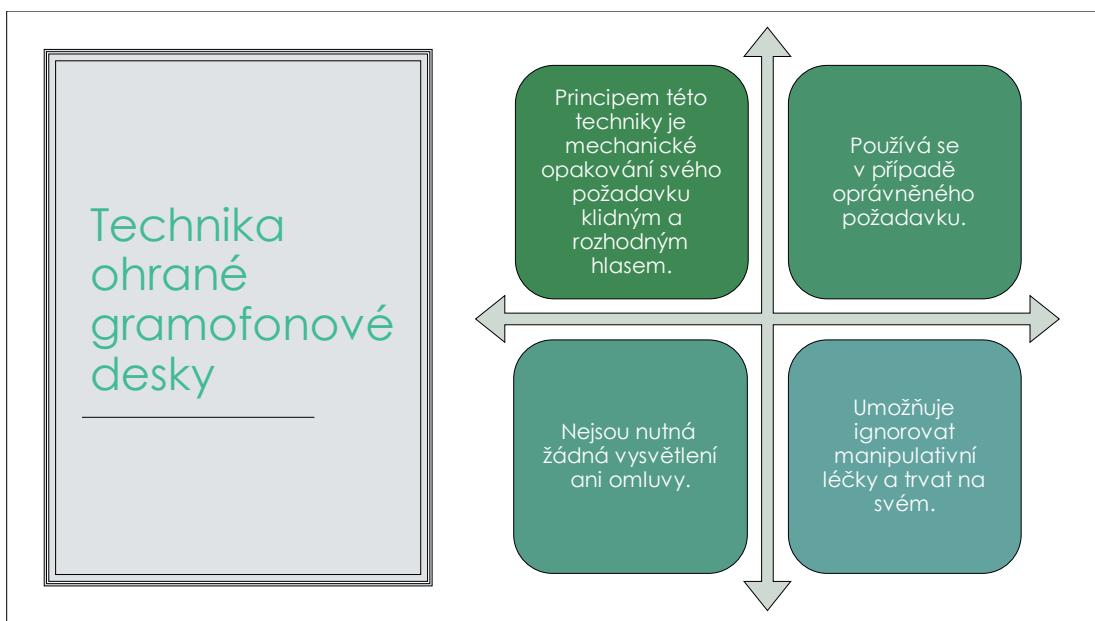 Technika
ohrané
gramofonové
desky
Principem této
techniky je
mechanické
opakování svého
požadavku
klidným a
rozhodným
hlasem.
Používá se
v případě
oprávněného
požadavku.
Nejsou nutná
žádná vysvětlení
ani omluvy.
Umožňuje
ignorovat
manipulativní
léčky a trvat na
svém.